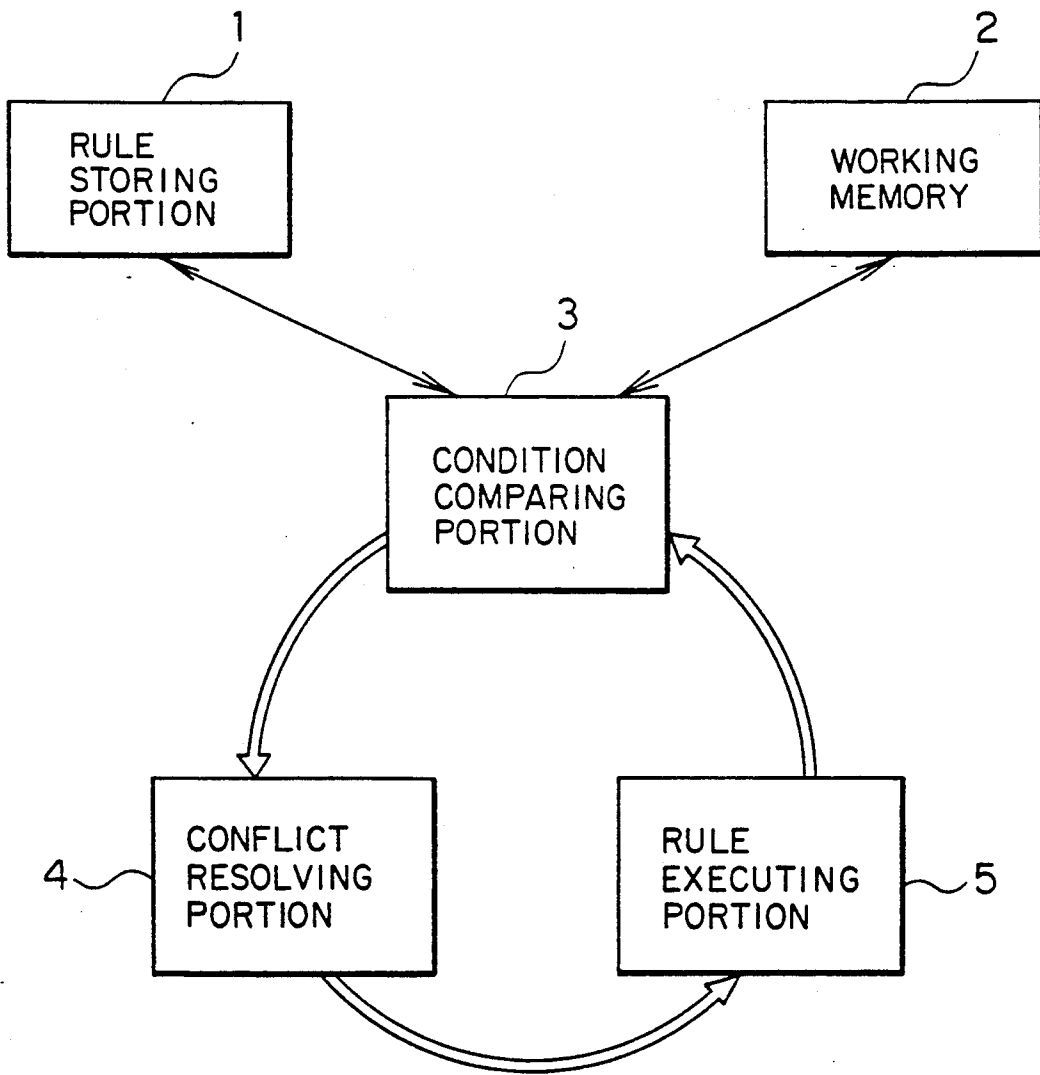 1
2
RULE
STORING
PORTION
WORKING
MEMORY
3
CONDITION
COMPARING
PORTION
4
CONFLICT
RESOLVING
PORTION
RULE
EXECUTING
PORTION
5